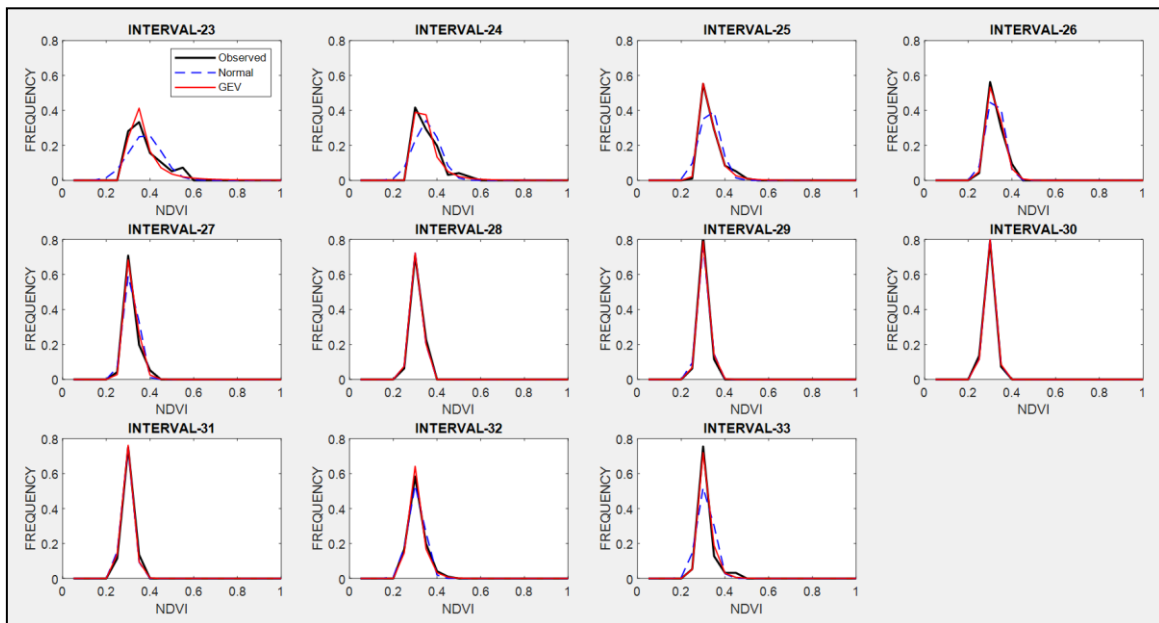 INTERVAL-23
0.8
0.6
0.4
0.2
0
FREQUENCY
Observed
Normal
GEV
0 0.2 0.4 0.6 0.8 1
NDVI
INTERVAL-24
0.8
0.6
0.4
0.2
0
FREQUENCY
0 0.2 0.4 0.6 0.8 1
NDVI
INTERVAL-25
0.8
0.6
0.4
0.2
0
FREQUENCY
0 0.2 0.4 0.6 0.8 1
NDVI
INTERVAL-26
0.8
0.6
0.4
0.2
0
FREQUENCY
0 0.2 0.4 0.6 0.8 1
NDVI
INTERVAL-27
0.8
0.6
0.4
0.2
0
FREQUENCY
0 0.2 0.4 0.6 0.8 1
NDVI
INTERVAL-28
0.8
0.6
0.4
0.2
0
FREQUENCY
0 0.2 0.4 0.6 0.8 1
NDVI
INTERVAL-29
0.8
0.6
0.4
0.2
0
FREQUENCY
0 0.2 0.4 0.6 0.8 1
NDVI
INTERVAL-30
0.8
0.6
0.4
0.2
0
FREQUENCY
0 0.2 0.4 0.6 0.8 1
NDVI
INTERVAL-31
0.8
0.6
0.4
0.2
0
FREQUENCY
0 0.2 0.4 0.6 0.8 1
NDVI
INTERVAL-32
0.8
0.6
0.4
0.2
0
FREQUENCY
0 0.2 0.4 0.6 0.8 1
NDVI
INTERVAL-33
0.8
0.6
0.4
0.2
0
FREQUENCY
0 0.2 0.4 0.6 0.8 1
NDVI